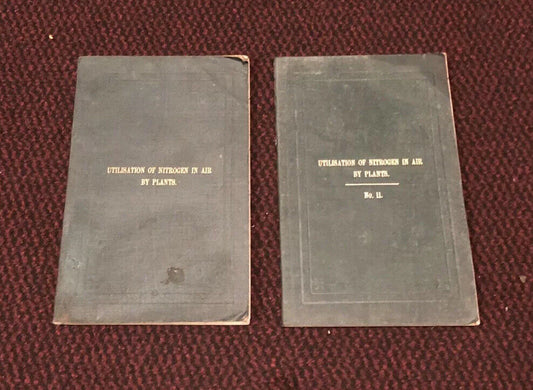 UTILISATION OF NITROGEN IN AIR
BY PLANTS.
UTILISATION OF NITROGEN IN AIR
BY PLANTS.
No. II.